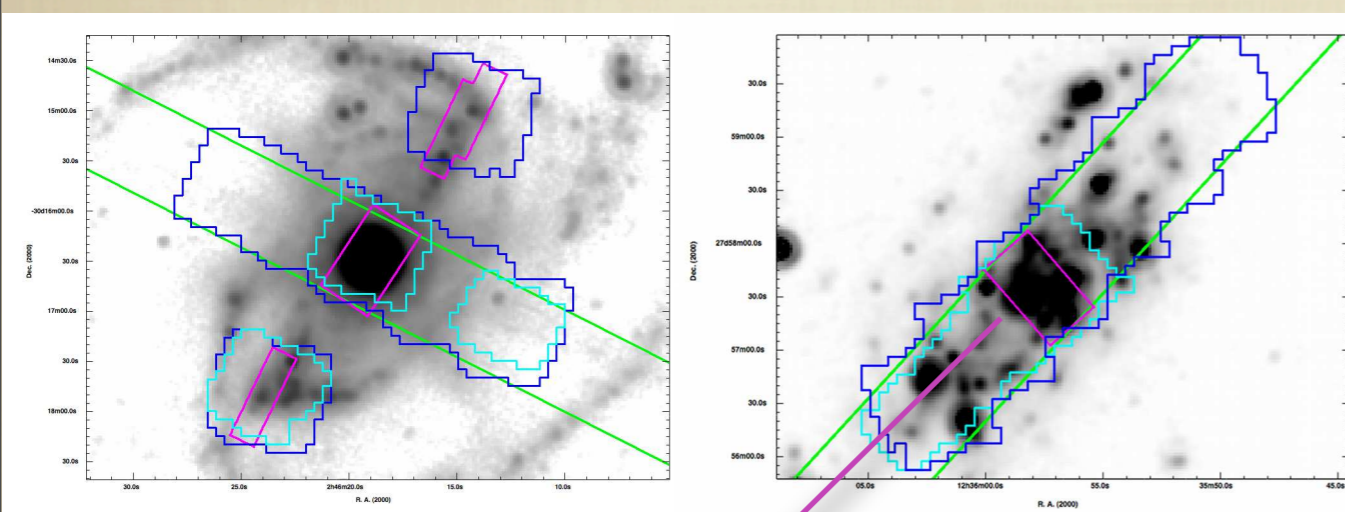 14m30.0s
15m00.0s
30.0s
-30d16m00.0s
30.0s
17m00.0s
30.0s
18m00.0s
30.0s
Dec. (2000)
30.0s
25.0s
2h46m20.0s
15.0s
10.0s
R. A. (2000)
30.0s
59m00.0s
30.0s
27d58m00.0s
30.0s
57m00.0s
30.0s
56m00.0s
Dec. (2000)
05.0s
12h36m00.0s
55.0s
35m50.0s
45.0s
R. A. (2000)